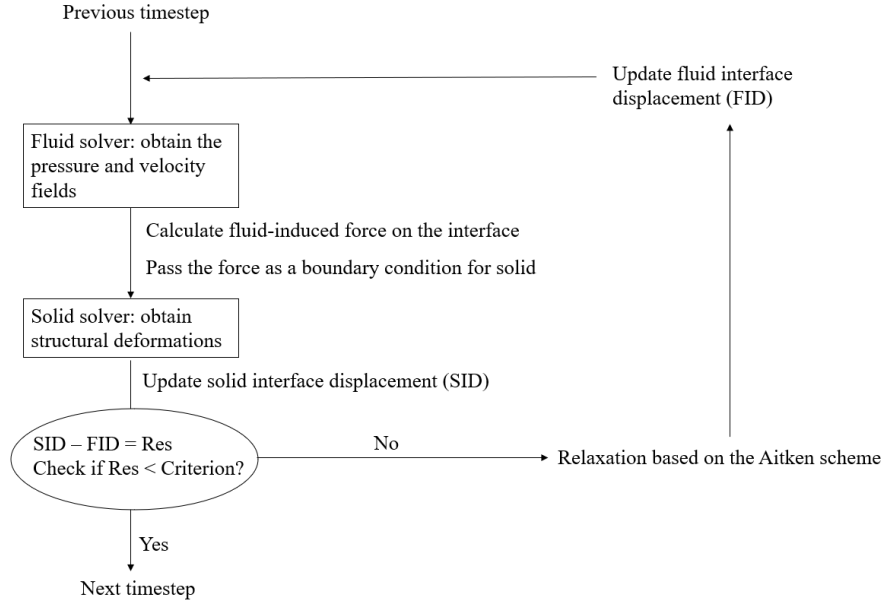 Previous timestep
Update fluid interface
displacement (FID)
Fluid solver: obtain the
pressure and velocity
fields
Calculate fluid-induced force on the interface
Pass the force as a boundary condition for solid
Solid solver: obtain
structural deformations
Update solid interface displacement (SID)
SID – FID = Res
Check if Res < Criterion?
No
Relaxation based on the Aitken scheme
Yes
Next timestep